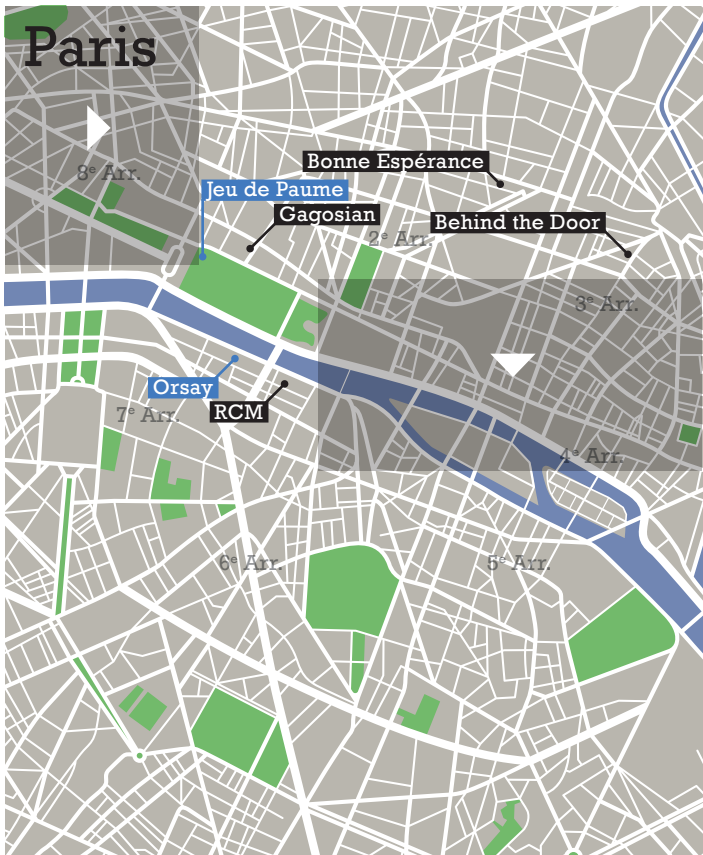 Paris
Bonne Espérance
8e Arr.
Jeu de Paume
Gagosian
Behind the Door
2e Arr.
3e Arr.
Orsay
7e Arr.
RCM
4e Arr.
6e Arr.
5e Arr.